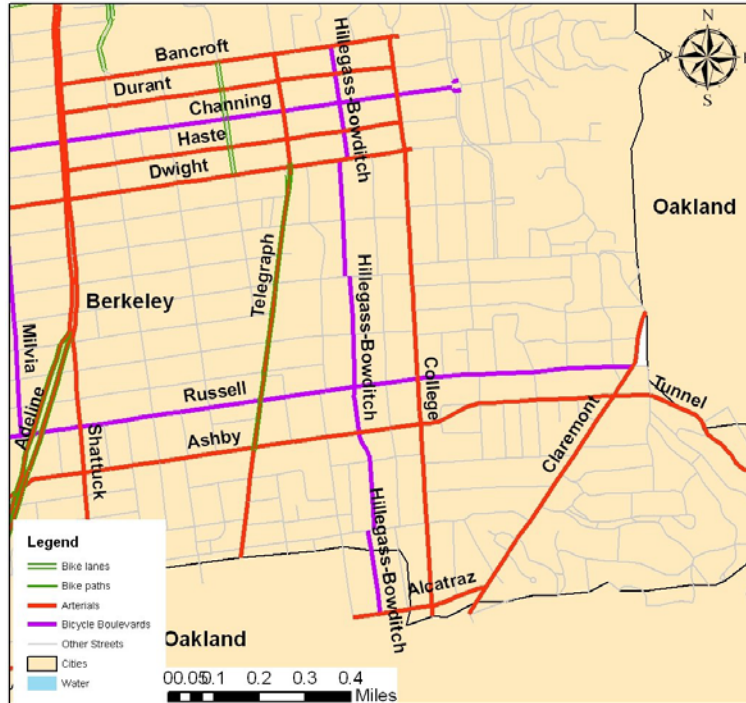 N
W
E
S
Bancroft
Hillegass-Bowditch
Durant
Channing
Haste
Dwight
Oakland
Telegraph
Berkeley
Hillegass-Bowditch
Milvia
College
Russell
Tunnel
Adeline
Ashby
Claremont
Shattuck
Hillegass-Bowditch
Alcatraz
Oakland
Legend
Bike lanes
Bike paths
Arterials
Bicycle Boulevards
Other Streets
Cities
Water
00.050.1 0.2 0.3 0.4
Miles